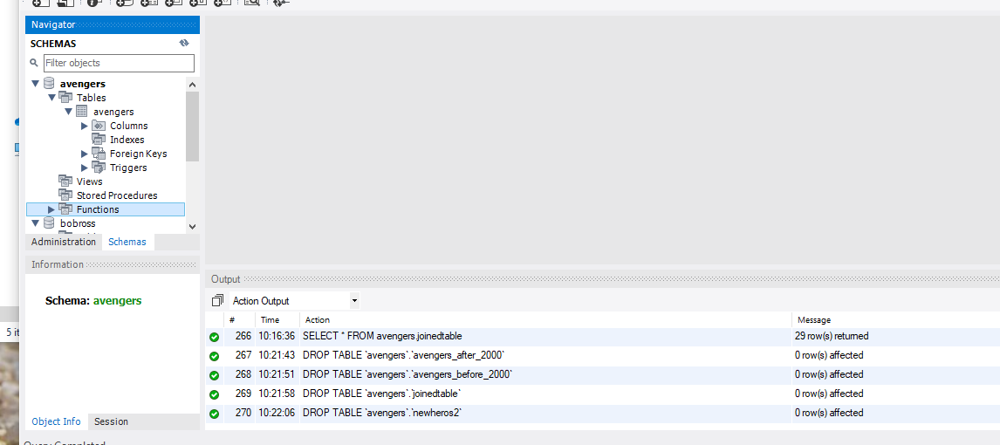 Navigator
SCHEMAS
Filter objects
avengers
Tables
avengers
Columns
Indexes
Foreign Keys
Triggers
Views
Stored Procedures
Functions
bobross
Administration Schemas
Information
Schema: avengers
Object Info Session
Output
Action Output
# Time Action Message
266 10:16:36 SELECT * FROM avengers.joinedtable 29 row(s) returned
267 10:21:43 DROP TABLE `avengers`.`avengers_after_2000` 0 row(s) affected
268 10:21:51 DROP TABLE `avengers`.`avengers_before_2000` 0 row(s) affected
269 10:21:58 DROP TABLE `avengers`.`joinedtable` 0 row(s) affected
270 10:22:06 DROP TABLE `avengers`.`newheros2` 0 row(s) affected
5 it
Query Completed